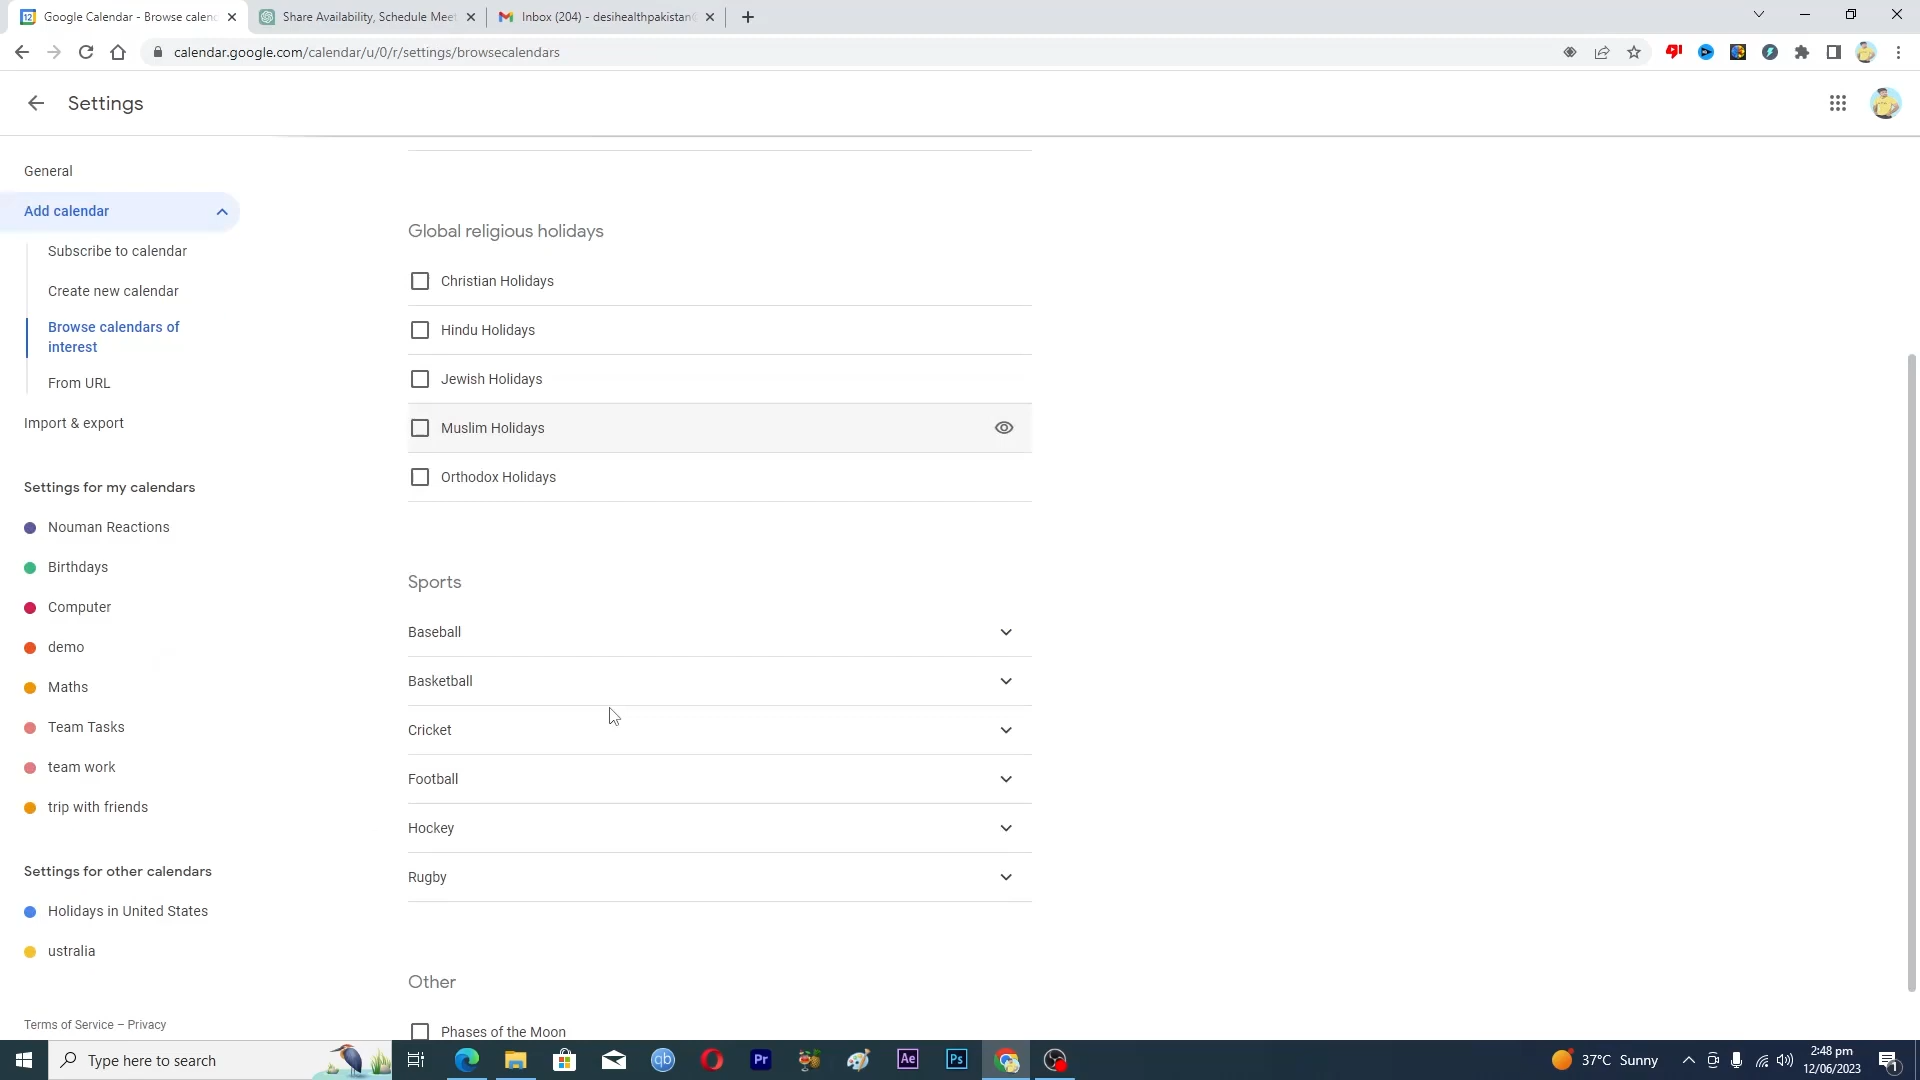 Google Calendar - Browse calend
Share Availability, Schedule Meet
Inbox (204) - desihealthpakistan
calendar.google.com/calendar/u/0/r/settings/browsecalendars
Settings
General
Add calendar
Subscribe to calendar
Create new calendar
Browse calendars of
interest
From URL
Import & export
Settings for my calendars
Nouman Reactions
Birthdays
Computer
demo
Maths
Team Tasks
team work
trip with friends
Settings for other calendars
Holidays in United States
ustralia
Terms of Service – Privacy
Global religious holidays
Christian Holidays
Hindu Holidays
Jewish Holidays
Muslim Holidays
Orthodox Holidays
Sports
Baseball
Basketball
Cricket
Football
Hockey
Rugby
Other
Phases of the Moon
Type here to search
qb
Pr
Ae
Ps
37°C Sunny
2:48 pm
12/06/2023
1